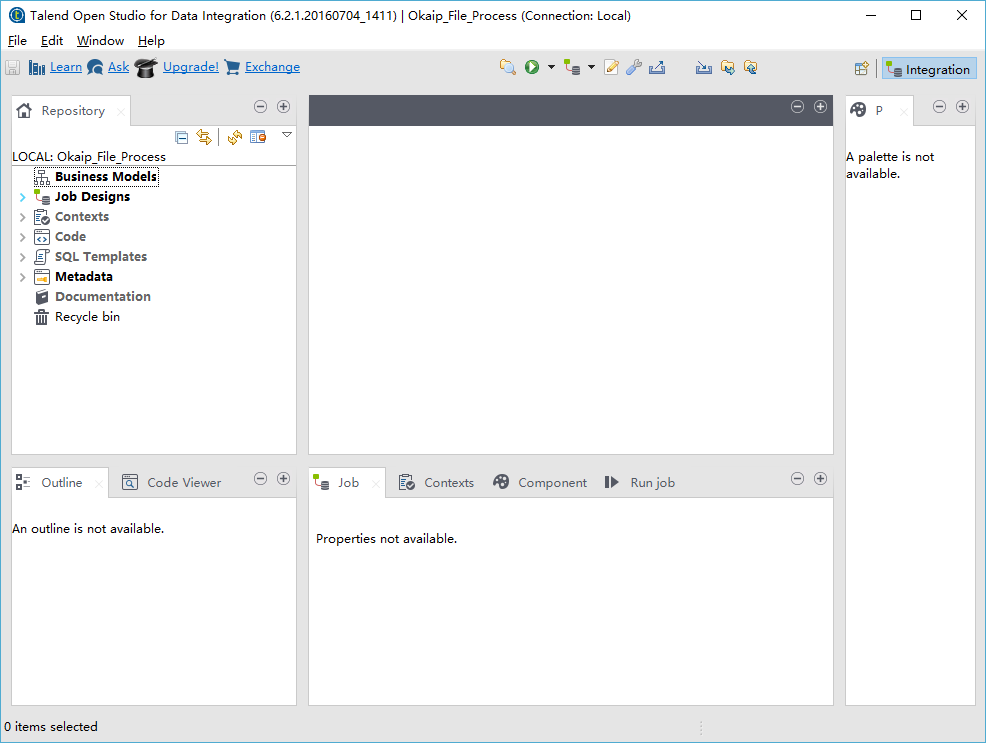 Talend Open Studio for Data Integration (6.2.1.20160704_1411) | Okaip_File_Process (Connection: Local)
File Edit Window Help
Learn Ask Upgrade! Exchange Integration
Repository
LOCAL: Okaip_File_Process
Business Models
Job Designs
Contexts
Code
SQL Templates
Metadata
Documentation
Recycle bin
P
A palette is not
available.
Outline Code Viewer
An outline is not available.
Job Contexts Component Run job
Properties not available.
0 items selected